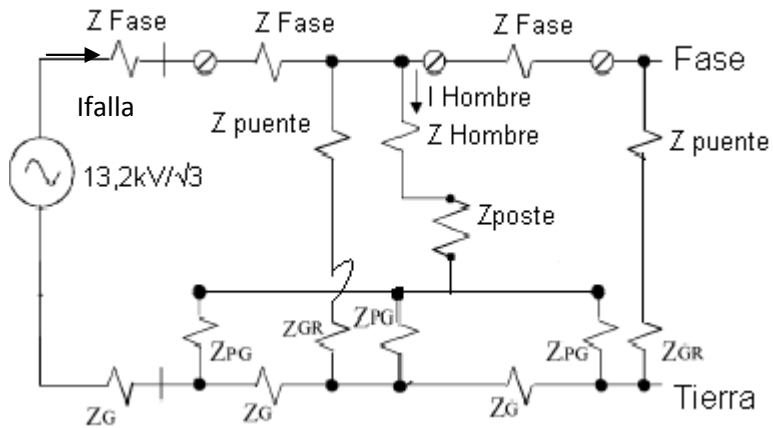 Z Fase
Z Fase
Z Fase
Fase
Ifalla
I Hombre
Z puente
Z Hombre
Z puente
13,2kV/√3
Zposte
ZPG
ZGR
ZPG
ZPG
ZGR
ZG
ZG
ZG
Tierra